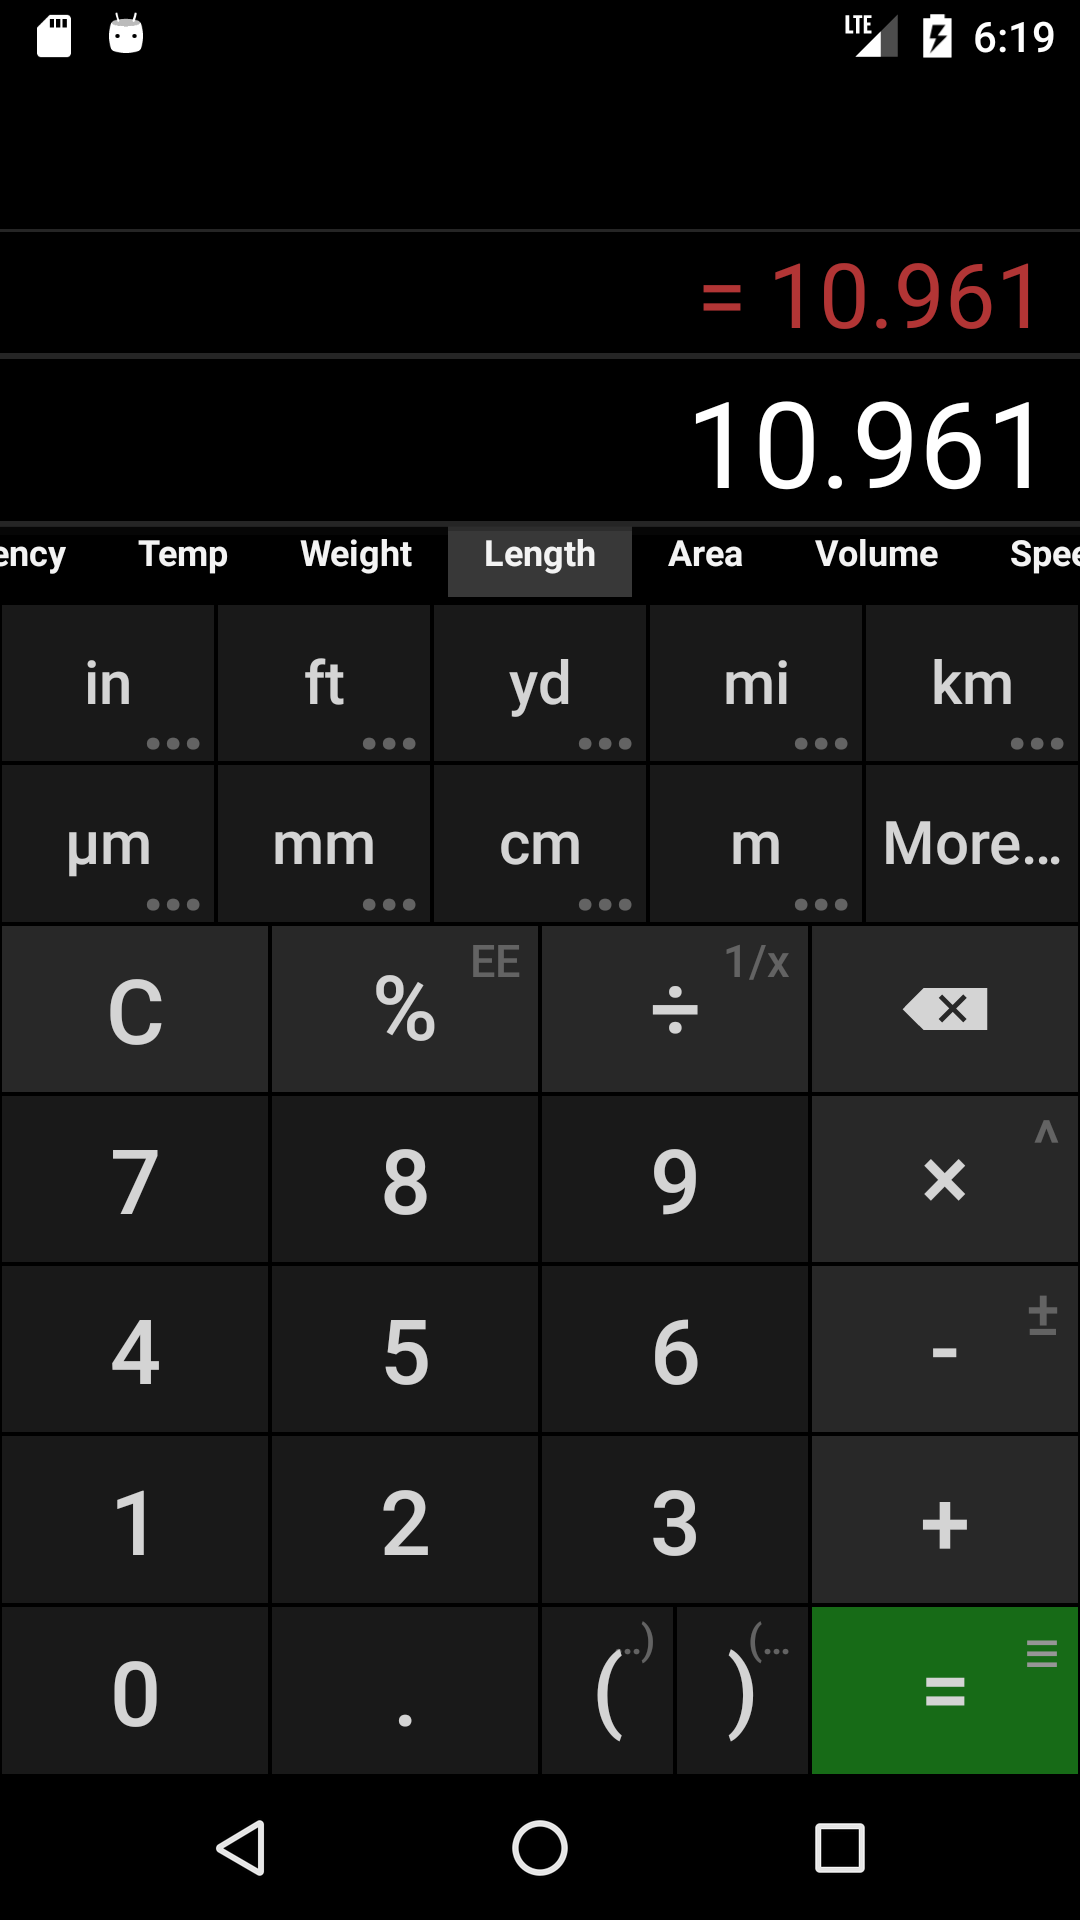 LTE 6:19
= 10.961
10.961
ency Temp Weight Length Area Volume Spee
in ft yd mi km
µm mm cm m More...
C % EE ÷ 1/x
7 8 9 × ^
4 5 6 - ±
1 2 3 +
0 . ( ..) ) (... =